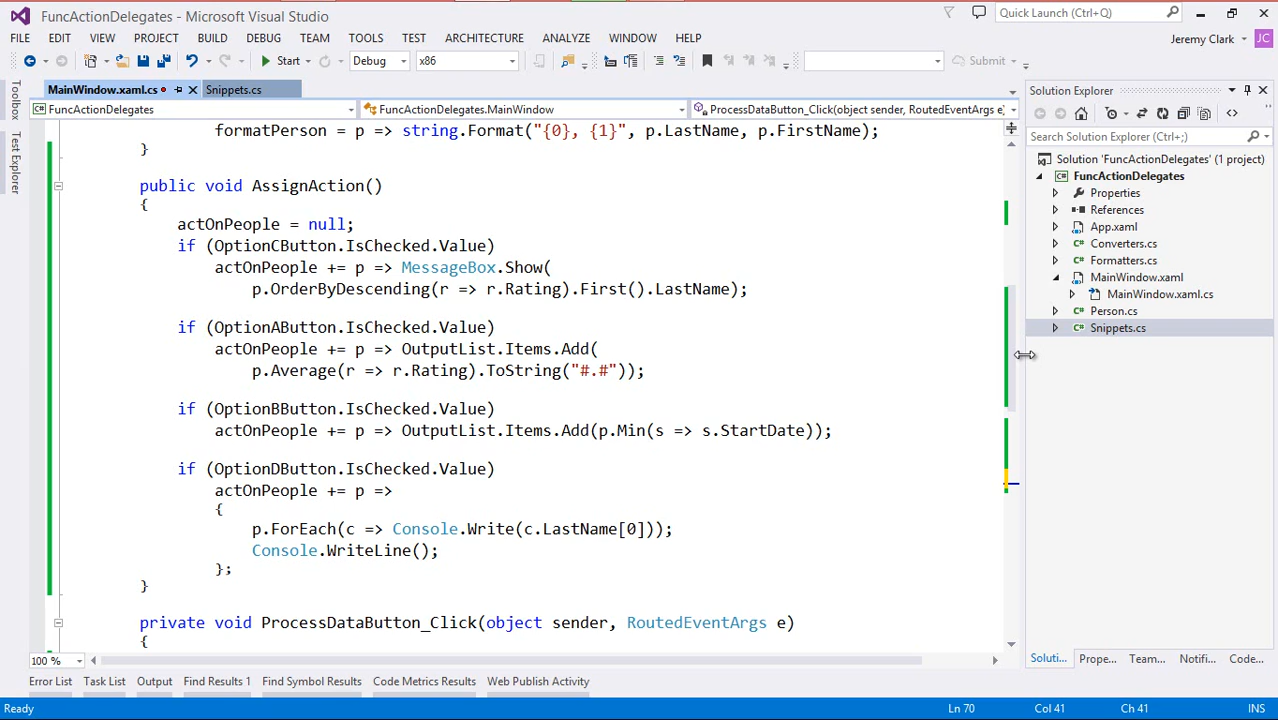 FuncActionDelegates - Microsoft Visual Studio
Quick Launch (Ctrl+Q)
FILE EDIT VIEW PROJECT BUILD DEBUG TEAM TOOLS TEST ARCHITECTURE ANALYZE WINDOW HELP
Jeremy Clark JC
Start Debug x86 Submit
Toolbox
Test Explorer
MainWindow.xaml.cs Snippets.cs
FuncActionDelegates FuncActionDelegates.MainWindow ProcessDataButton_Click(object sender, RoutedEventArgs e)
formatPerson = p => string.Format("{0}, {1}", p.LastName, p.FirstName);
}
public void AssignAction()
{
actOnPeople = null;
if (OptionCButton.IsChecked.Value)
actOnPeople += p => MessageBox.Show(
p.OrderByDescending(r => r.Rating).First().LastName);
if (OptionAButton.IsChecked.Value)
actOnPeople += p => OutputList.Items.Add(
p.Average(r => r.Rating).ToString("#.#"));
if (OptionBButton.IsChecked.Value)
actOnPeople += p => OutputList.Items.Add(p.Min(s => s.StartDate));
if (OptionDButton.IsChecked.Value)
actOnPeople += p =>
{
p.ForEach(c => Console.Write(c.LastName[0]));
Console.WriteLine();
};
}
private void ProcessDataButton_Click(object sender, RoutedEventArgs e)
{
100 %
Solution Explorer
Search Solution Explorer (Ctrl+;)
Solution 'FuncActionDelegates' (1 project)
C# FuncActionDelegates
Properties
References
App.xaml
C# Converters.cs
C# Formatters.cs
MainWindow.xaml
MainWindow.xaml.cs
C# Person.cs
C# Snippets.cs
Soluti... Prope... Team... Notifi... Code...
Error List Task List Output Find Results 1 Find Symbol Results Code Metrics Results Web Publish Activity
Ready Ln 70 Col 41 Ch 41 INS